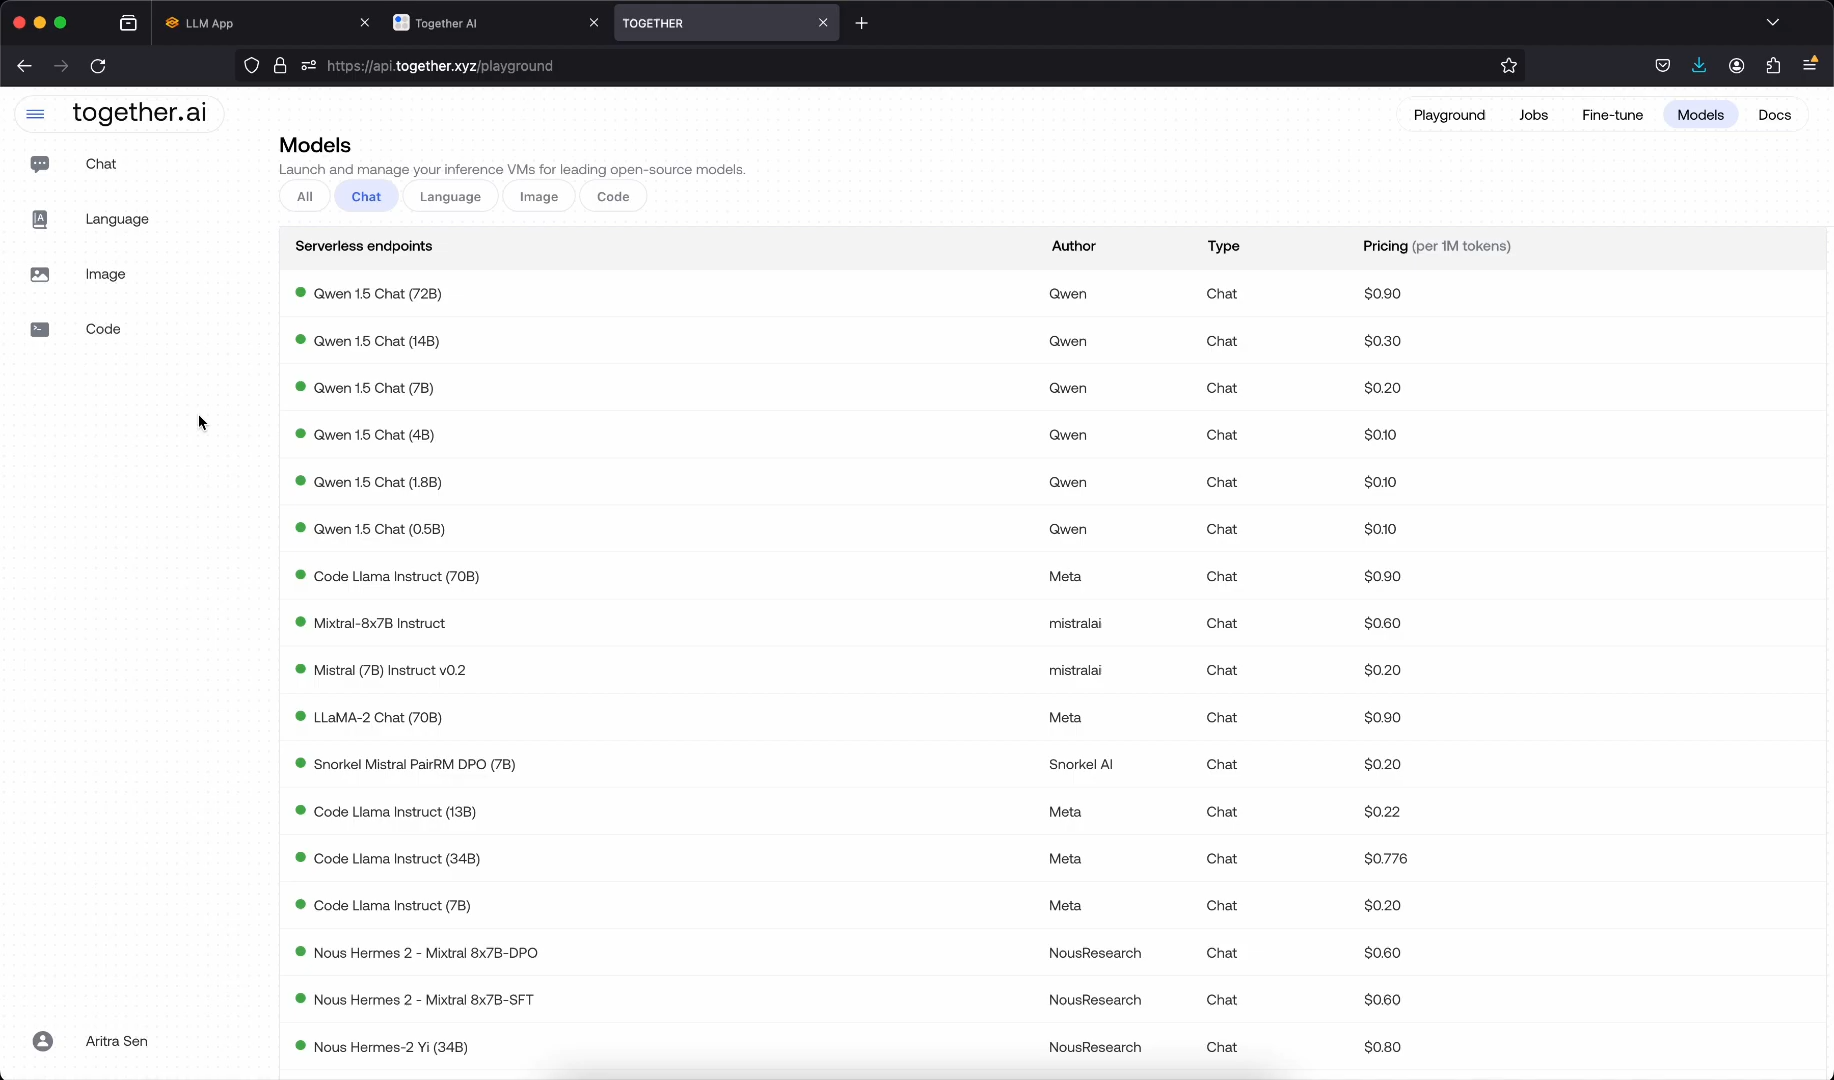 LLM App
Together AI
TOGETHER
https://api.together.xyz/playground
together.ai
Playground Jobs Fine-tune Models Docs
Chat
Language
Image
Code
Models
Launch and manage your inference VMs for leading open-source models.
All Chat Language Image Code
Serverless endpoints Author Type Pricing (per 1M tokens)
Qwen 1.5 Chat (72B) Qwen Chat $0.90
Qwen 1.5 Chat (14B) Qwen Chat $0.30
Qwen 1.5 Chat (7B) Qwen Chat $0.20
Qwen 1.5 Chat (4B) Qwen Chat $0.10
Qwen 1.5 Chat (1.8B) Qwen Chat $0.10
Qwen 1.5 Chat (0.5B) Qwen Chat $0.10
Code Llama Instruct (70B) Meta Chat $0.90
Mixtral-8x7B Instruct mistralai Chat $0.60
Mistral (7B) Instruct v0.2 mistralai Chat $0.20
LLaMA-2 Chat (70B) Meta Chat $0.90
Snorkel Mistral PairRM DPO (7B) Snorkel AI Chat $0.20
Code Llama Instruct (13B) Meta Chat $0.22
Code Llama Instruct (34B) Meta Chat $0.776
Code Llama Instruct (7B) Meta Chat $0.20
Nous Hermes 2 - Mixtral 8x7B-DPO NousResearch Chat $0.60
Nous Hermes 2 - Mixtral 8x7B-SFT NousResearch Chat $0.60
Nous Hermes-2 Yi (34B) NousResearch Chat $0.80
Aritra Sen